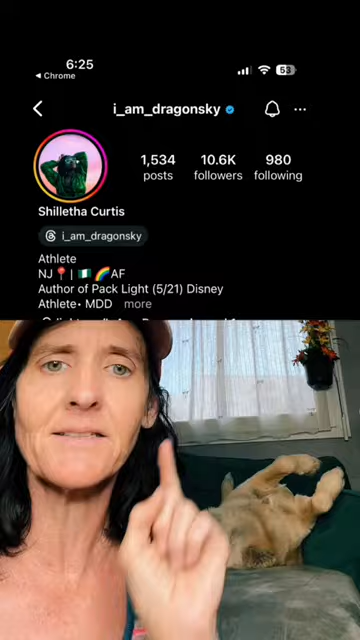 6:25
53
◀ Chrome
i_am_dragonsky
1,534 10.6K 980
posts followers following
Shilletha Curtis
i_am_dragonsky
Athlete
NJ📍| 🇳🇬 🌈AF
Author of Pack Light (5/21) Disney
Athlete• MDD more